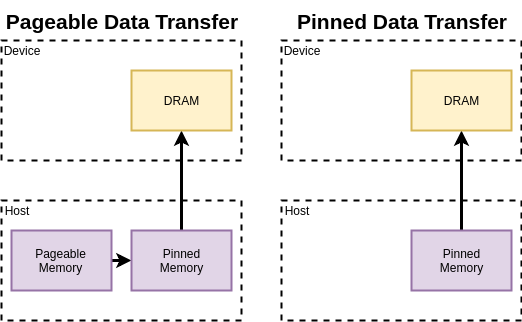 Pageable Data Transfer
Device
DRAM
Host
Pageable
Memory
Pinned
Memory
Pinned Data Transfer
Device
DRAM
Host
Pinned
Memory